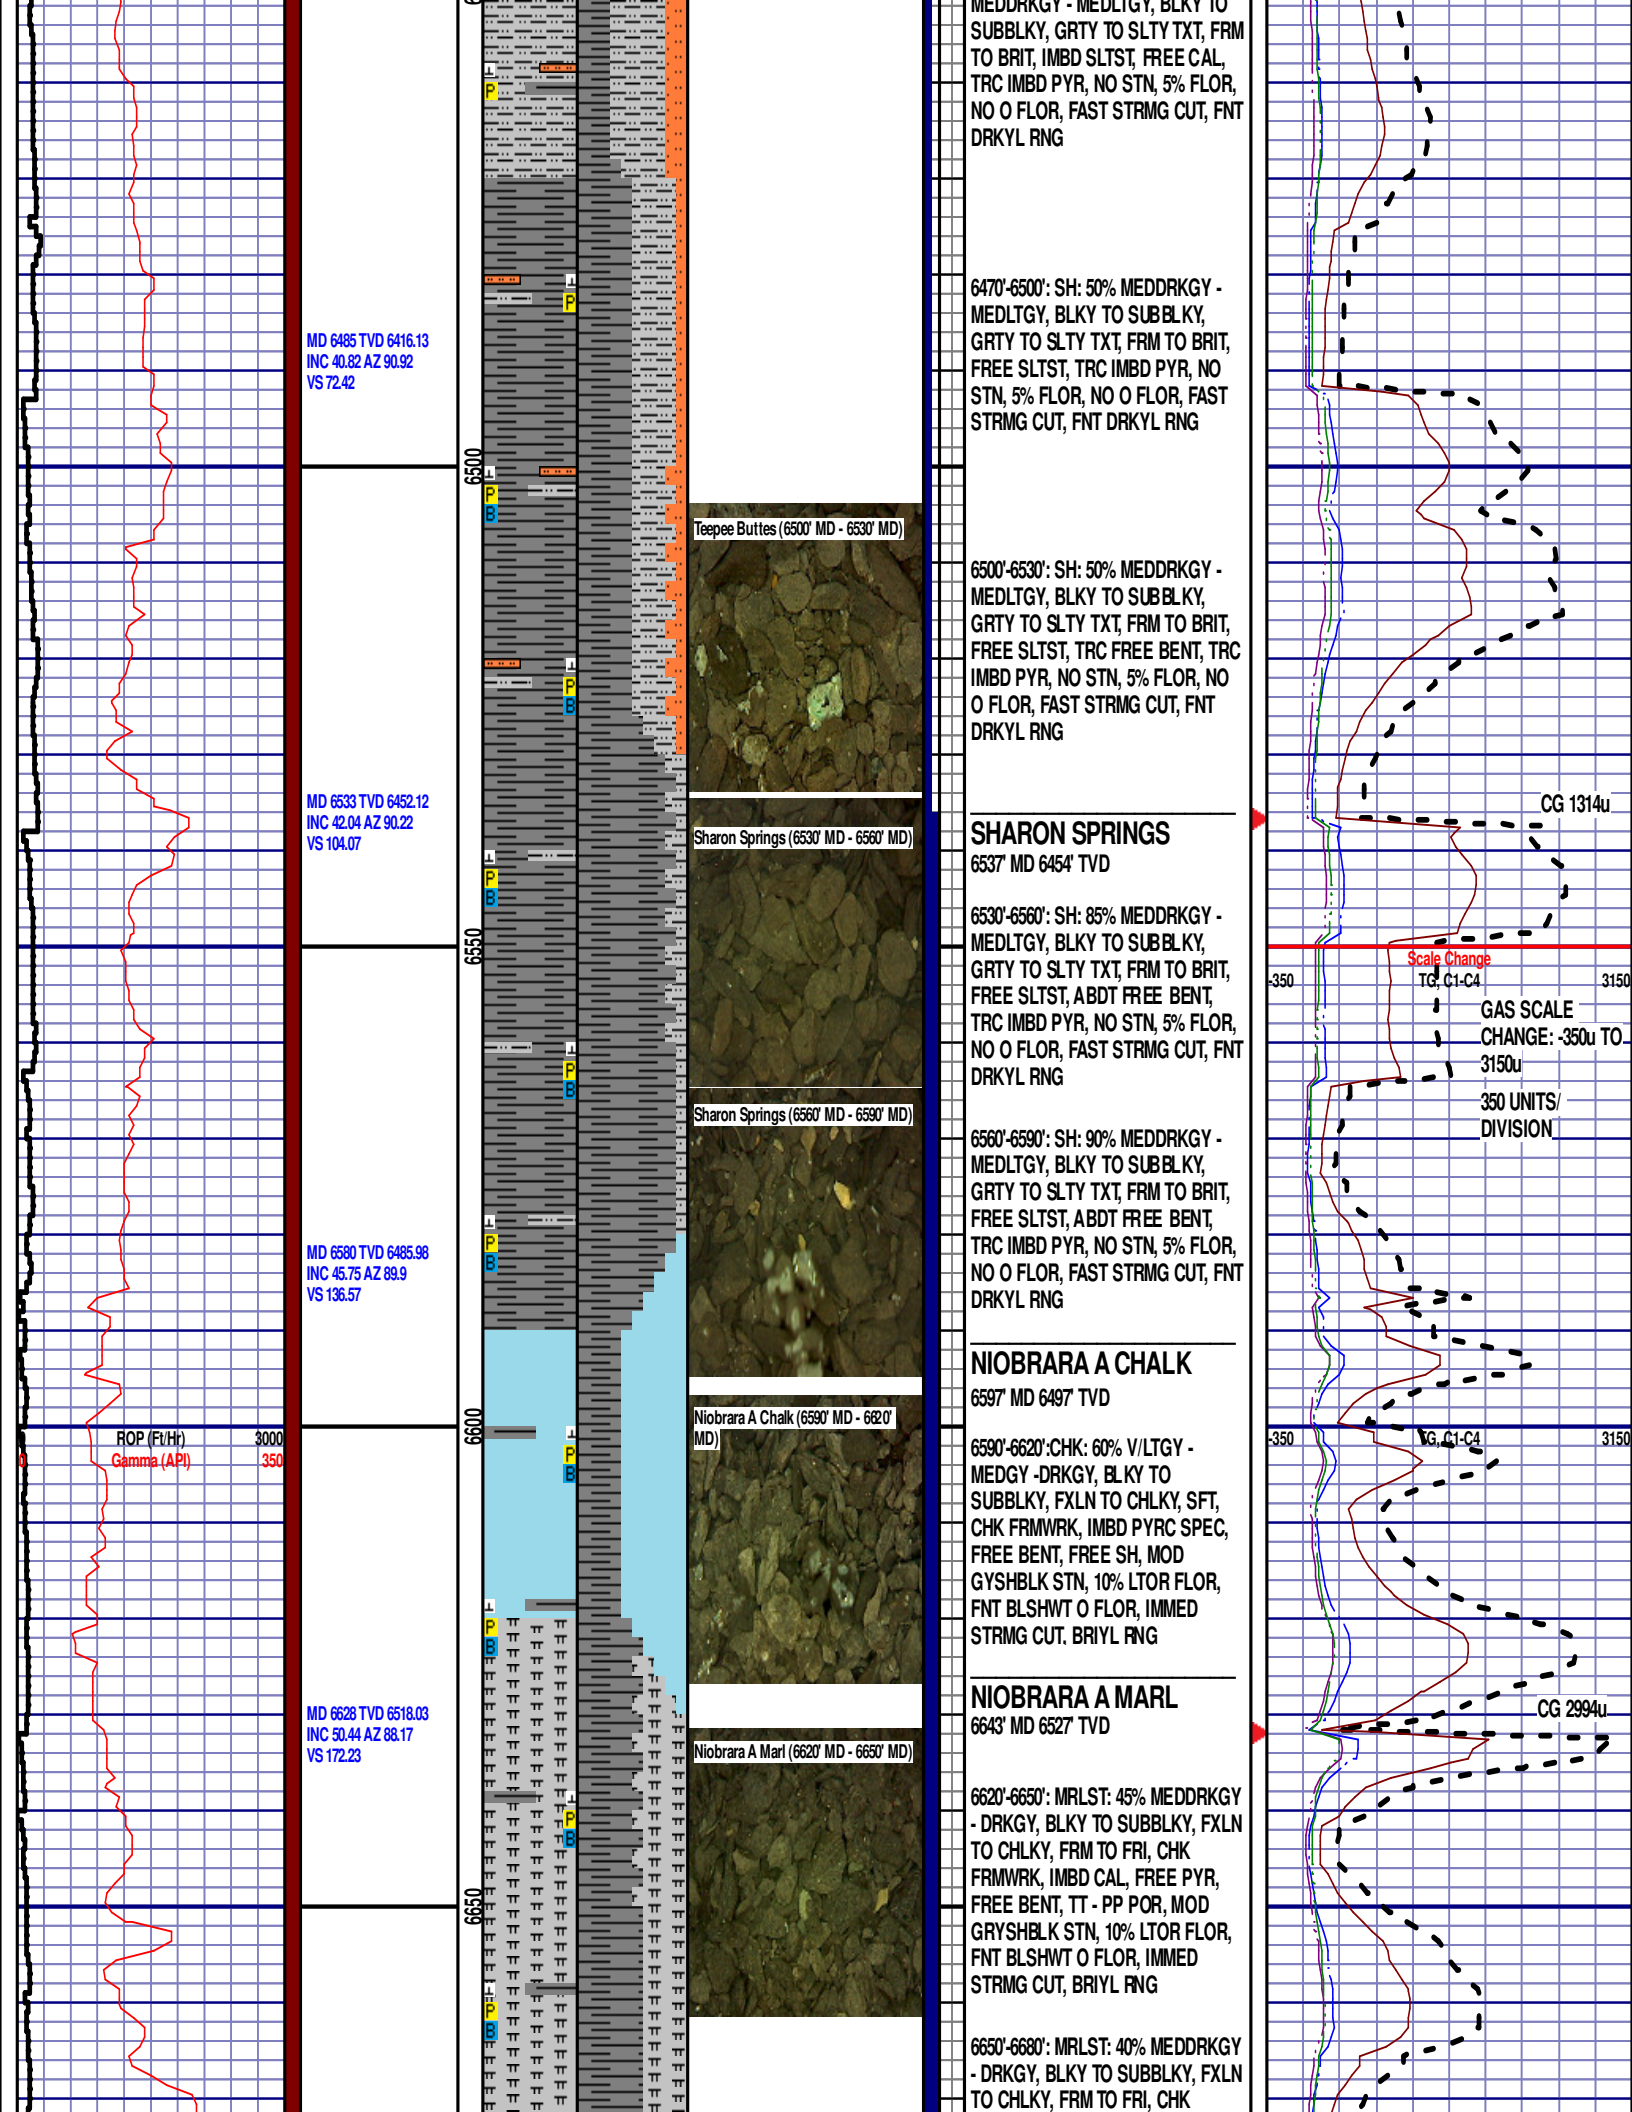 MEDDRKGY - MEDLTGY, BLKY TO
SUBBLKY, GRTY TO SLTY TXT, FRM
TO BRIT, IMBD SLTST, FREE CAL,
TRC IMBD PYR, NO STN, 5% FLOR,
NO O FLOR, FAST STRMG CUT, FNT
DRKYL RNG
6470'-6500': SH: 50% MEDDRKGY -
MEDLTGY, BLKY TO SUBBLKY,
GRTY TO SLTY TXT, FRM TO BRIT,
FREE SLTST, TRC IMBD PYR, NO
STN, 5% FLOR, NO O FLOR, FAST
STRMG CUT, FNT DRKYL RNG
MD 6485 TVD 6416.13
INC 40.82 AZ 90.92
VS 72.42
6500
Teepee Buttes (6500' MD - 6530' MD)
6500'-6530': SH: 50% MEDDRKGY -
MEDLTGY, BLKY TO SUBBLKY,
GRTY TO SLTY TXT, FRM TO BRIT,
FREE SLTST, TRC FREE BENT, TRC
IMBD PYR, NO STN, 5% FLOR, NO
O FLOR, FAST STRMG CUT, FNT
DRKYL RNG
MD 6533 TVD 6452.12
INC 42.04 AZ 90.22
VS 104.07
CG 1314u
Sharon Springs (6530' MD - 6560' MD)
SHARON SPRINGS
6537' MD 6454' TVD
6530'-6560': SH: 85% MEDDRKGY -
MEDLTGY, BLKY TO SUBBLKY,
GRTY TO SLTY TXT, FRM TO BRIT,
FREE SLTST, ABDT FREE BENT,
TRC IMBD PYR, NO STN, 5% FLOR,
NO O FLOR, FAST STRMG CUT, FNT
DRKYL RNG
6550
Scale Change
-350 TG, C1-C4 3150
GAS SCALE
CHANGE: -350u TO
3150u
350 UNITS/
DIVISION
Sharon Springs (6560' MD - 6590' MD)
6560'-6590': SH: 90% MEDDRKGY -
MEDLTGY, BLKY TO SUBBLKY,
GRTY TO SLTY TXT, FRM TO BRIT,
FREE SLTST, ABDT FREE BENT,
TRC IMBD PYR, NO STN, 5% FLOR,
NO O FLOR, FAST STRMG CUT, FNT
DRKYL RNG
MD 6580 TVD 6485.98
INC 45.75 AZ 89.9
VS 136.57
NIOBRARA A CHALK
6597' MD 6497' TVD
6600
ROP (Ft/Hr) 3000
0 Gamma (API) 350
Niobrara A Chalk (6590' MD - 6620'
MD)
-350 TG, C1-C4 3150
6590'-6620':CHK: 60% V/LTGY -
MEDGY -DRKGY, BLKY TO
SUBBLKY, FXLN TO CHLKY, SFT,
CHK FRMWRK, IMBD PYRC SPEC,
FREE BENT, FREE SH, MOD
GYSHBLK STN, 10% LTOR FLOR,
FNT BLSHWT O FLOR, IMMED
STRMG CUT. BRIYL RNG
NIOBRARA A MARL
6643' MD 6527' TVD
CG 2994u
MD 6628 TVD 6518.03
INC 50.44 AZ 88.17
VS 172.23
Niobrara A Marl (6620' MD - 6650' MD)
6620'-6650': MRLST: 45% MEDDRKGY
- DRKGY, BLKY TO SUBBLKY, FXLN
TO CHLKY, FRM TO FRI, CHK
FRMWRK, IMBD CAL, FREE PYR,
FREE BENT, TT - PP POR, MOD
GRYSHBLK STN, 10% LTOR FLOR,
FNT BLSHWT O FLOR, IMMED
STRMG CUT, BRIYL RNG
6650
6650'-6680': MRLST: 40% MEDDRKGY
- DRKGY, BLKY TO SUBBLKY, FXLN
TO CHLKY, FRM TO FRI, CHK